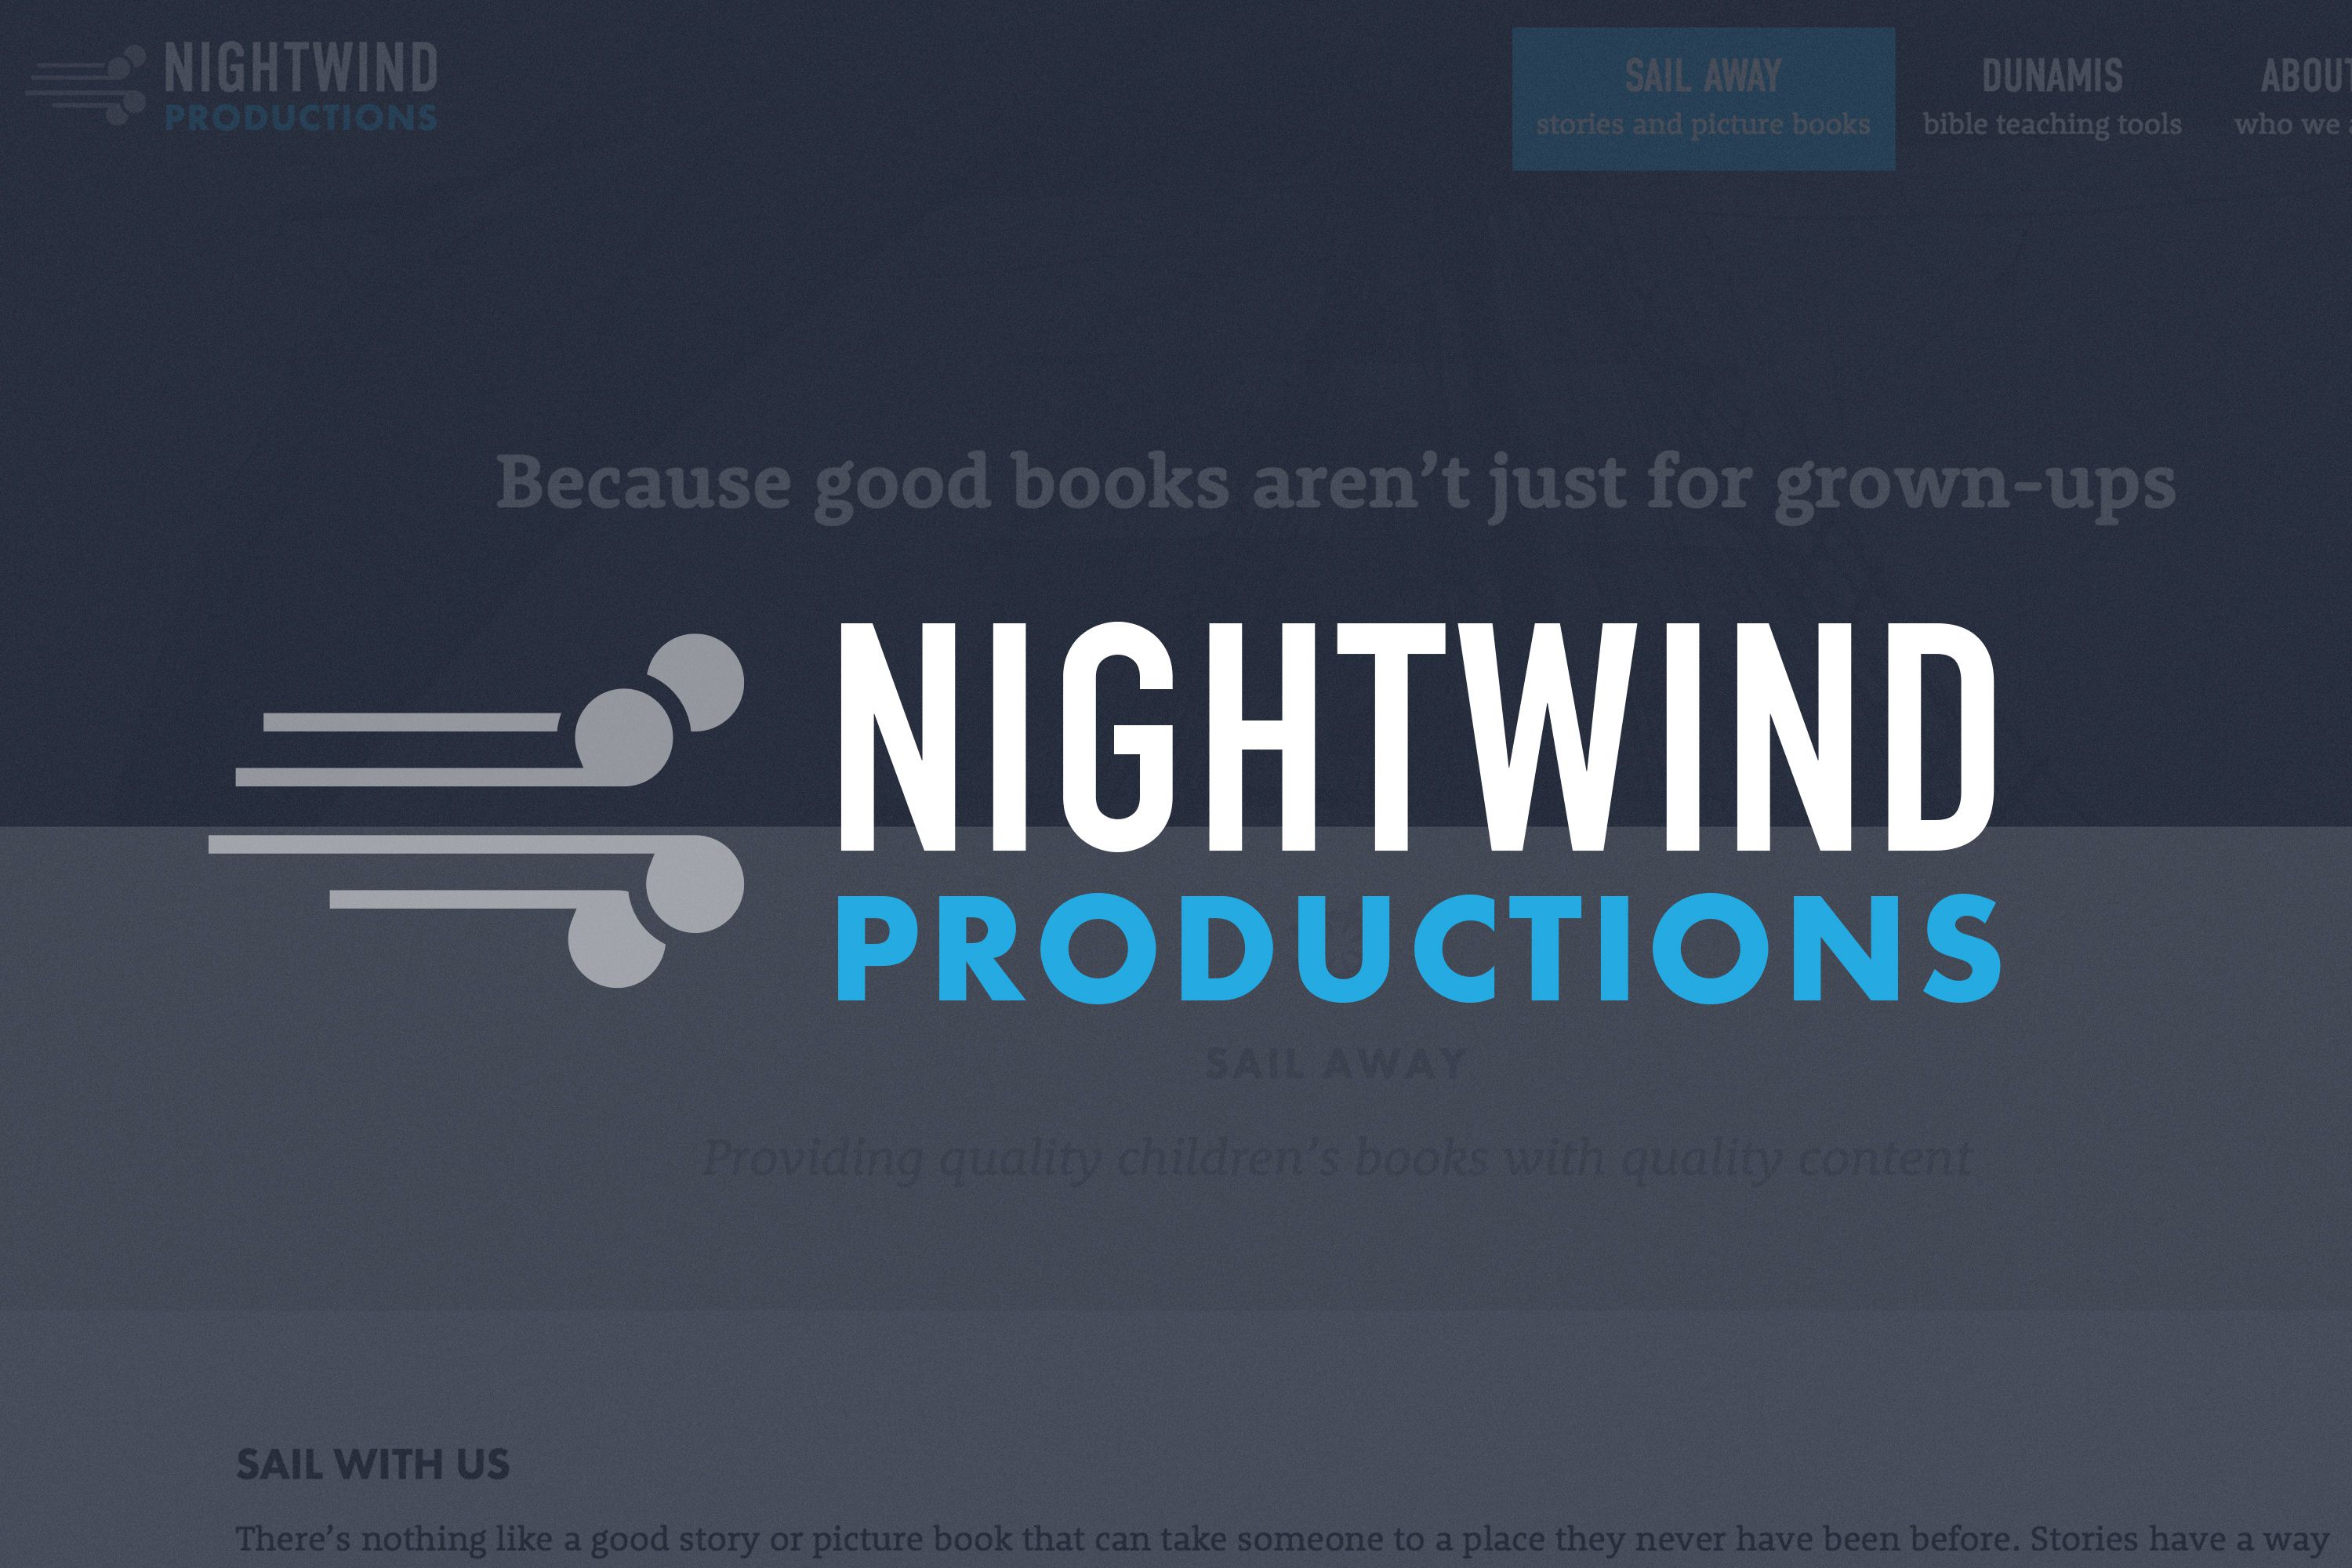 NIGHTWIND
PRODUCTIONS
SAIL AWAY
stories and picture books
DUNAMIS
bible teaching tools
ABOUT
who we
Because good books aren’t just for grown-ups
NIGHTWIND
PRODUCTIONS
SAIL AWAY
Providing quality children’s books with quality content
SAIL WITH US
There’s nothing like a good story or picture book that can take someone to a place they never have been before. Stories have a way